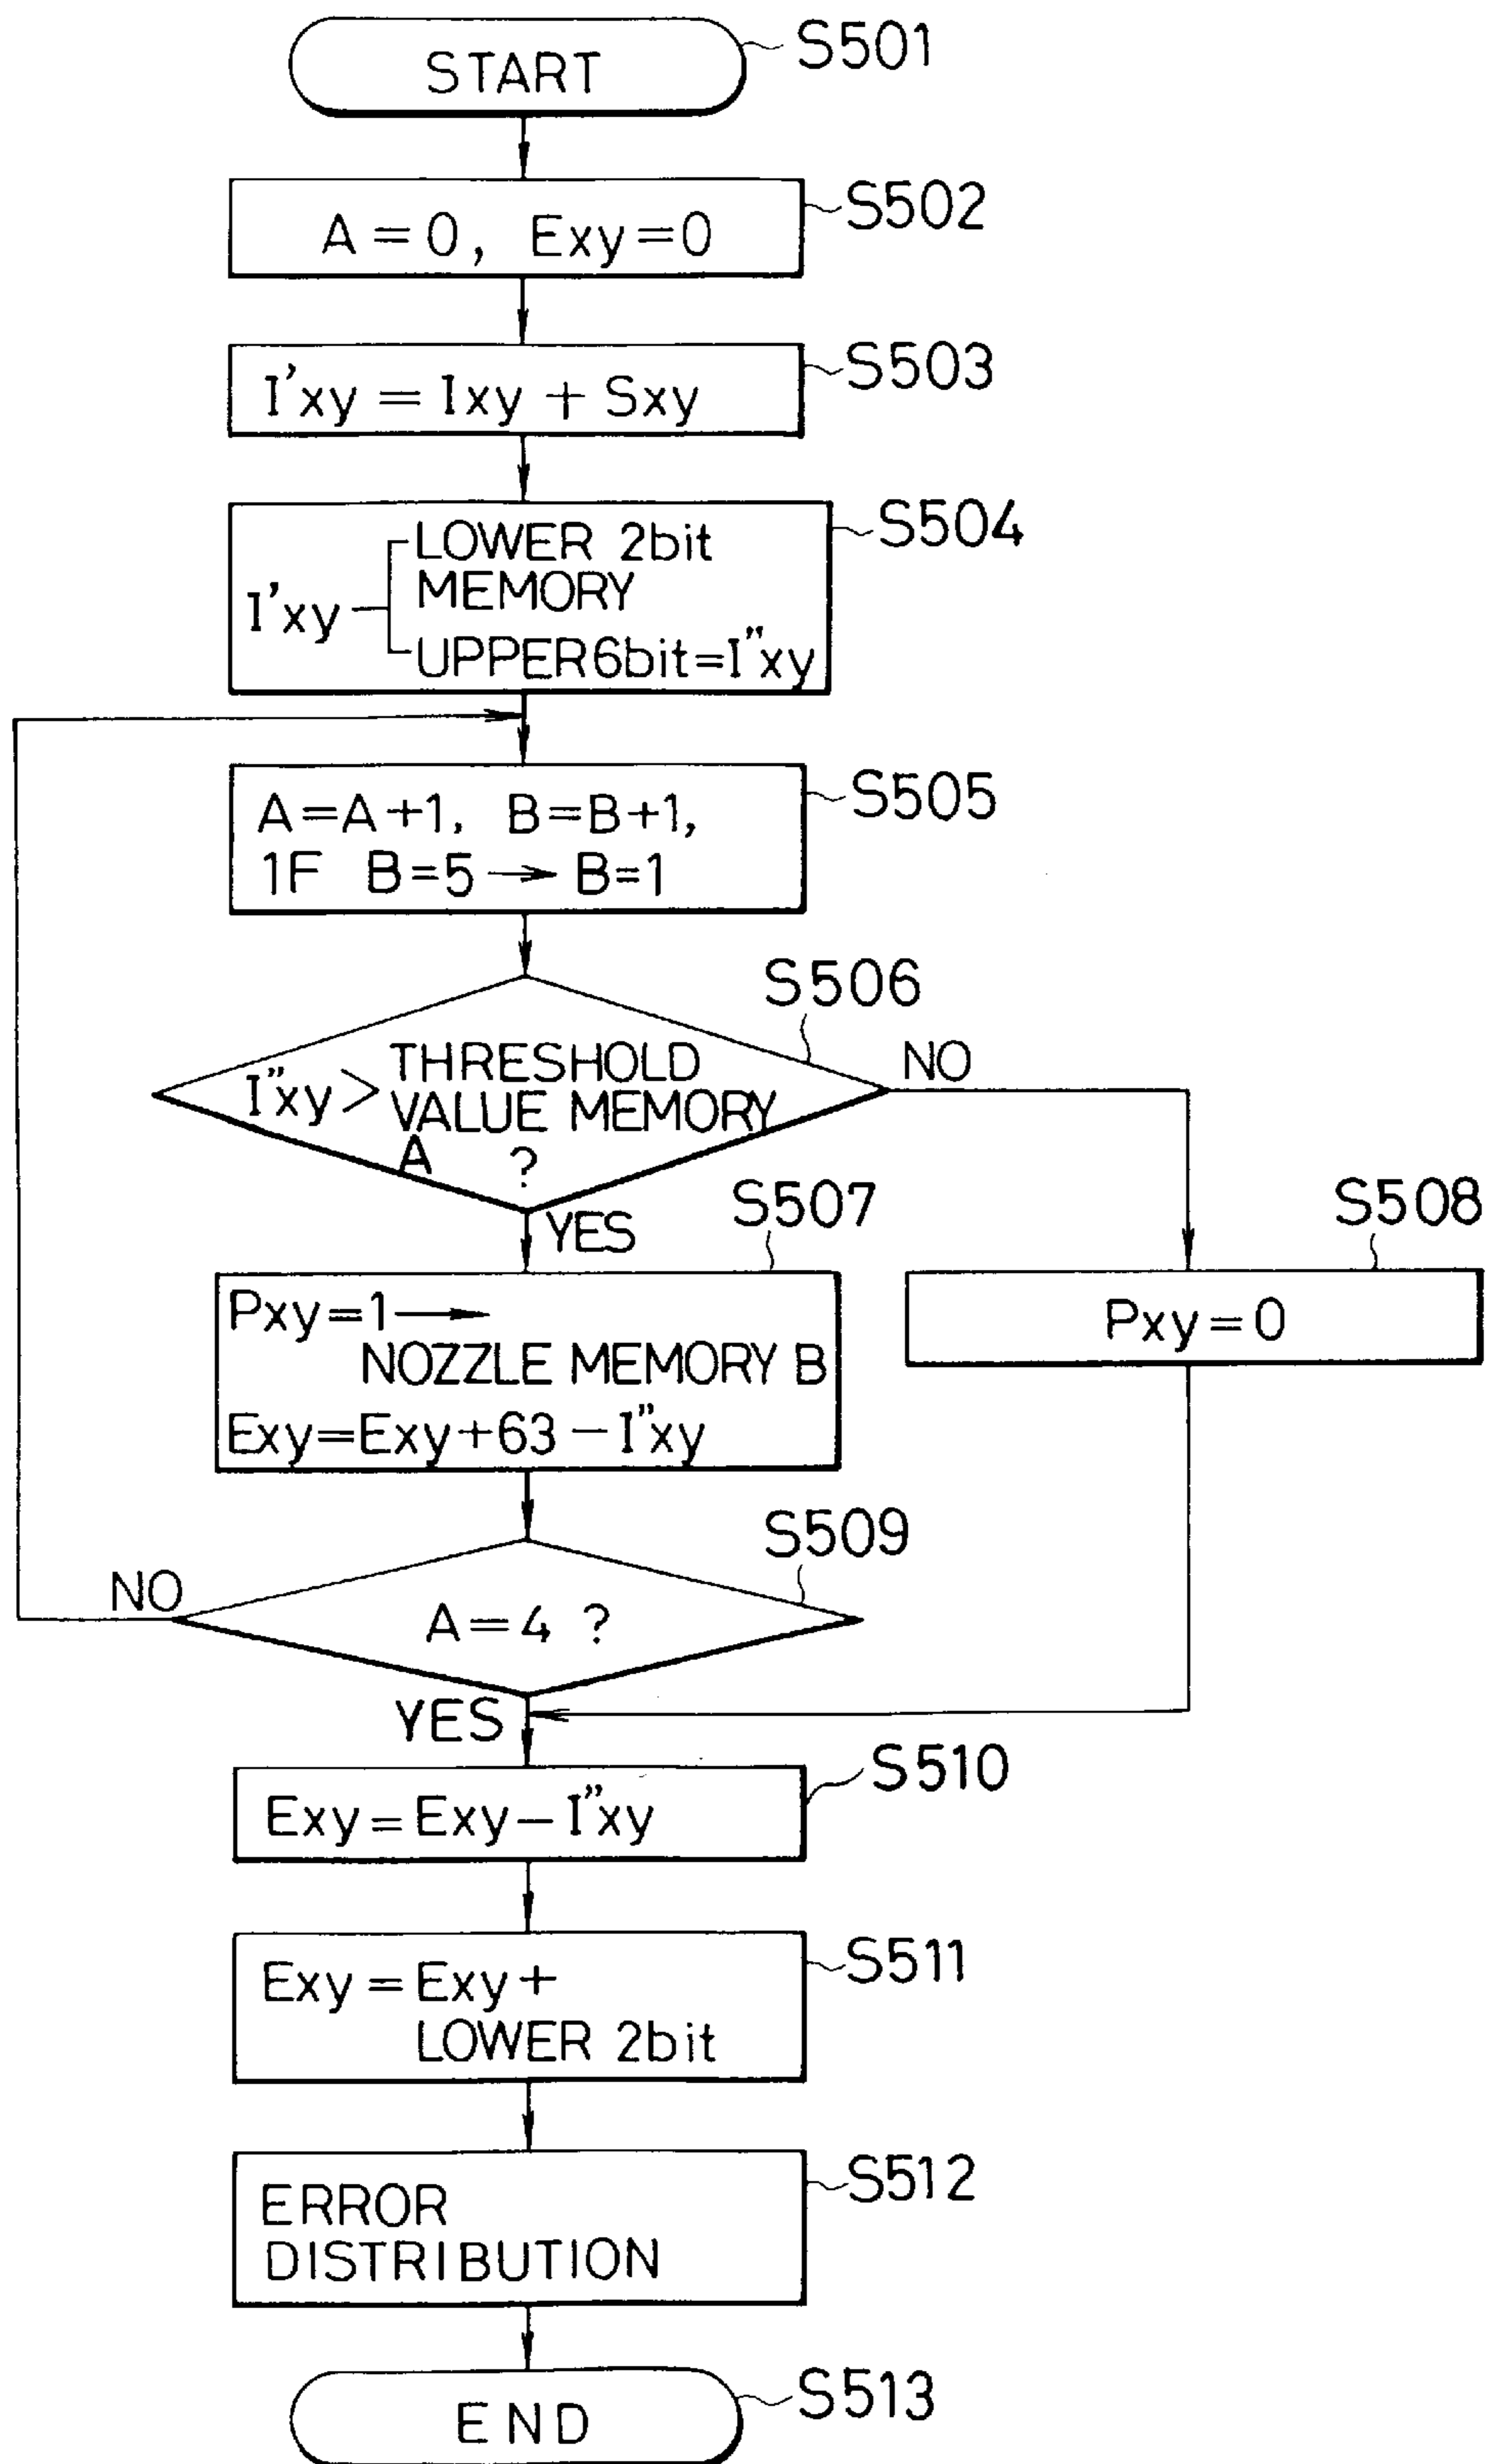 START
S501
A=0, Exy=0
S502
I'xy = Ixy + Sxy
S503
I'xy
LOWER 2bit
MEMORY
UPPER6bit=I"xy
S504
A=A+1, B=B+1,
1F B=5 → B=1
S505
S506
I"xy >
THRESHOLD
VALUE MEMORY
A ?
NO
YES
S507
Pxy=1→
NOZZLE MEMORY B
Exy=Exy+63-I"xy
S508
Pxy=0
S509
A=4 ?
NO
YES
S510
Exy=Exy-I"xy
S511
Exy=Exy+
LOWER 2bit
S512
ERROR
DISTRIBUTION
END
S513